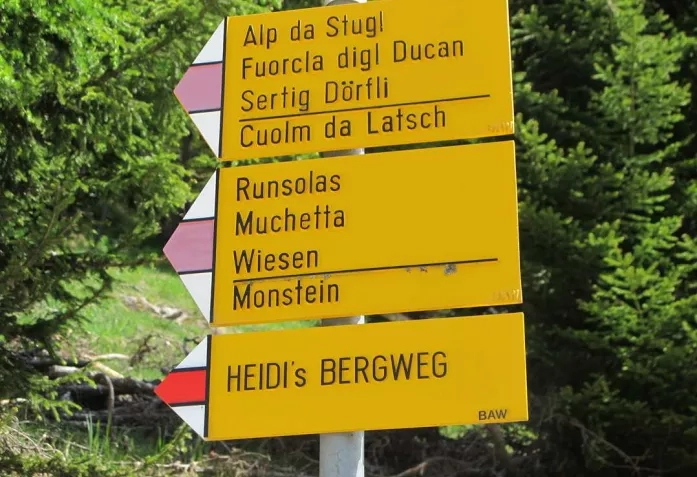 Alp da Stugl
Fuorcla digl Ducan
Sertig Dörfli
Cuolm da Latsch
Runsolas
Muchetta
Wiesen
Monstein
HEIDI's BERGWEG
BAW